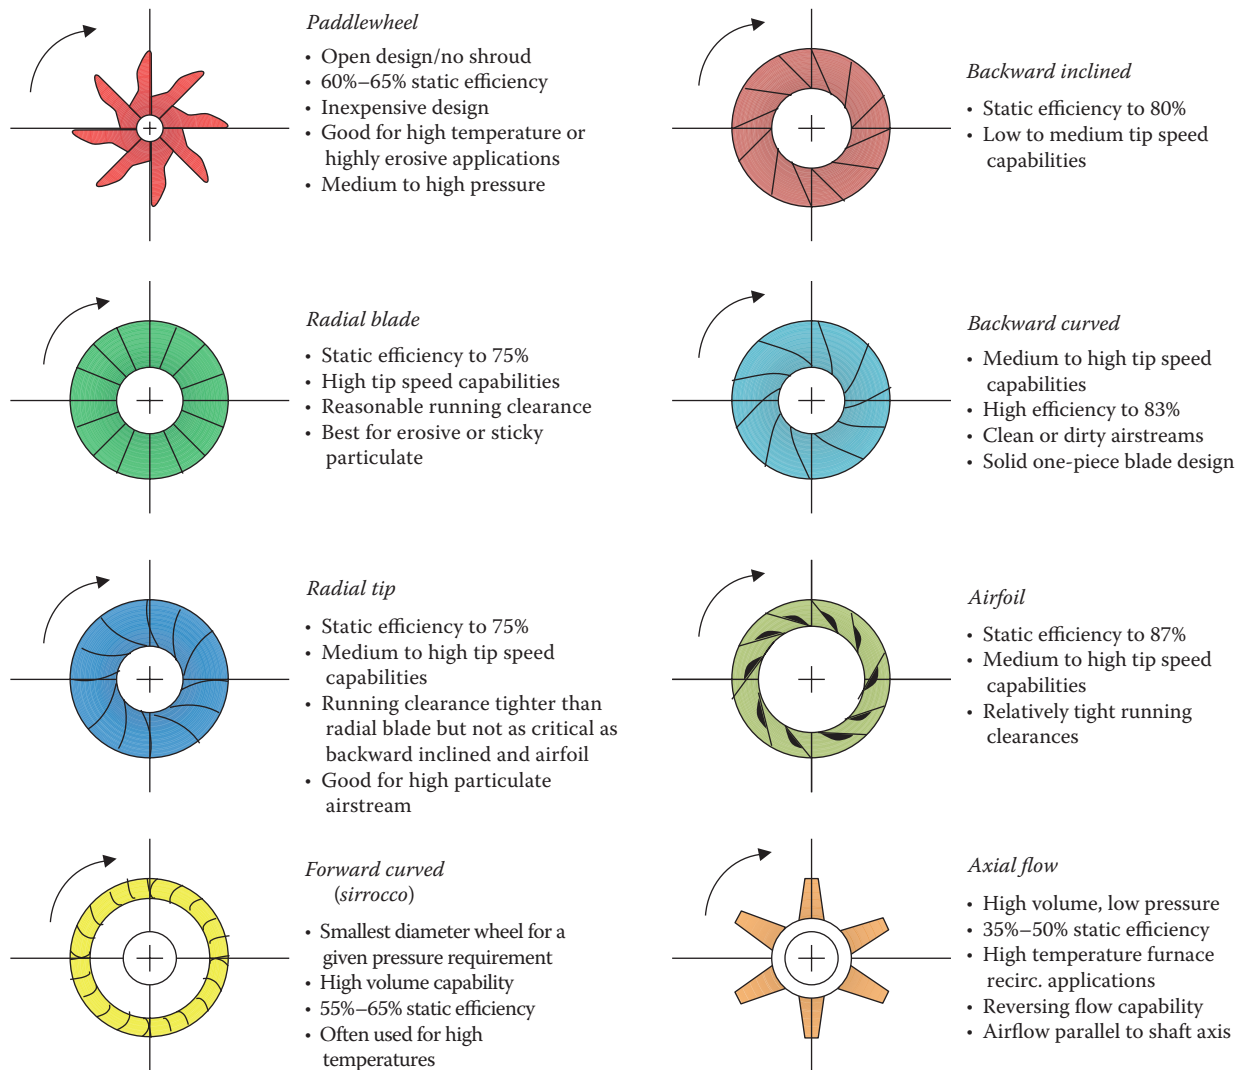 Paddlewheel
• Open design/no shroud
• 60%–65% static efficiency
• Inexpensive design
• Good for high temperature or
highly erosive applications
• Medium to high pressure
Backward inclined
• Static efficiency to 80%
• Low to medium tip speed
capabilities
Radial blade
• Static efficiency to 75%
• High tip speed capabilities
• Reasonable running clearance
• Best for erosive or sticky
particulate
Backward curved
• Medium to high tip speed
capabilities
• High efficiency to 83%
• Clean or dirty airstreams
• Solid one-piece blade design
Radial tip
• Static efficiency to 75%
• Medium to high tip speed
capabilities
• Running clearance tighter than
radial blade but not as critical as
backward inclined and airfoil
• Good for high particulate
airstream
Airfoil
• Static efficiency to 87%
• Medium to high tip speed
capabilities
• Relatively tight running
clearances
Forward curved
(sirrocco)
• Smallest diameter wheel for a
given pressure requirement
• High volume capability
• 55%–65% static efficiency
• Often used for high
temperatures
Axial flow
• High volume, low pressure
• 35%–50% static efficiency
• High temperature furnace
recirc. applications
• Reversing flow capability
• Airflow parallel to shaft axis